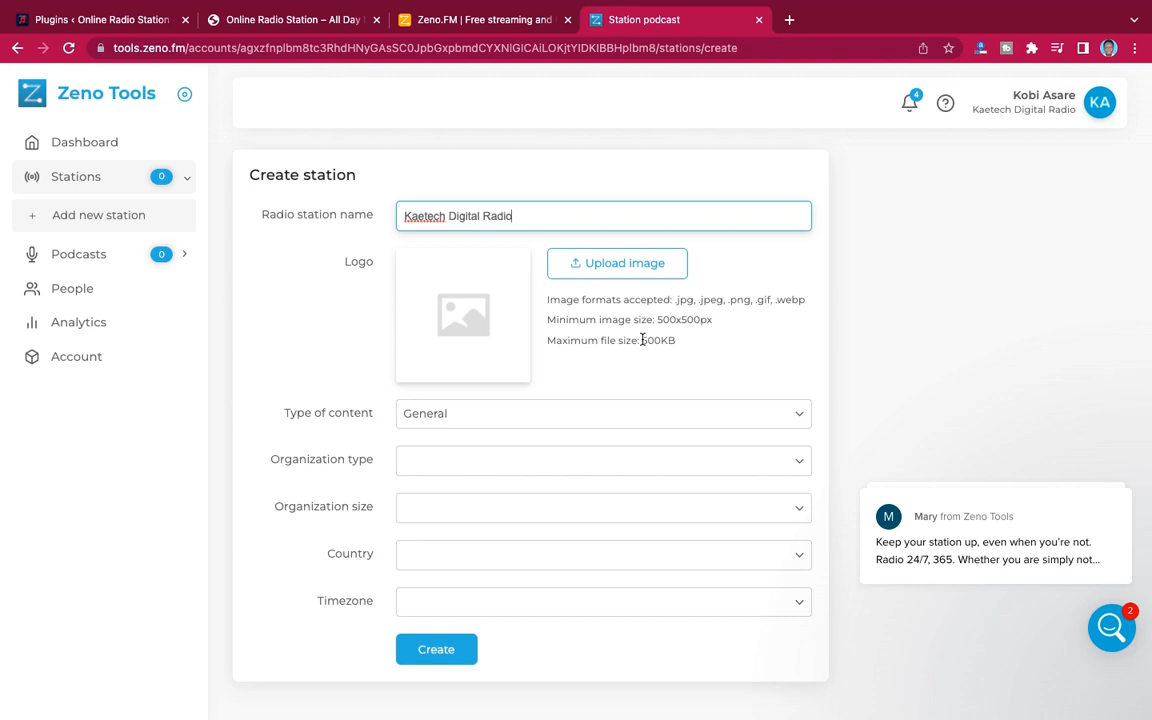 Plugins ‹ Online Radio Station
Online Radio Station – All Day
Zeno.FM | Free streaming and
Station podcast
tools.zeno.fm/accounts/agxzfnplbm8tc3RhdHNyGAsSC0JpbGxpbmdCYXNlGICAiLOKjtYIDKIBBHplbm8/stations/create
Zeno Tools
4
Kobi Asare
Kaetech Digital Radio
KA
Dashboard
Stations 0
+ Add new station
Podcasts 0
People
Analytics
Account
Create station
Radio station name Kaetech Digital Radio
Logo
Upload image
Image formats accepted: .jpg, .jpeg, .png, .gif, .webp
Minimum image size: 500x500px
Maximum file size: 500KB
Type of content General
Organization type
Organization size
Country
Timezone
Create
M
Mary from Zeno Tools
Keep your station up, even when you're not.
Radio 24/7, 365. Whether you are simply not...
2